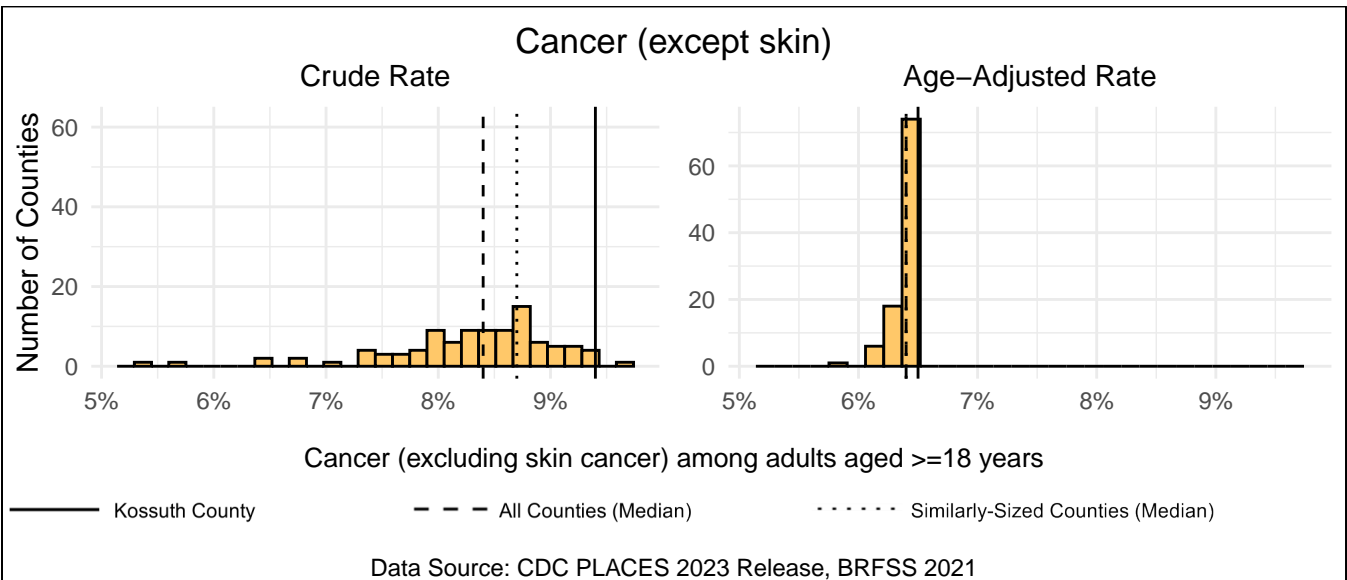 Cancer (except skin)
Crude Rate
Age−Adjusted Rate
Number of Counties
60
40
20
0
5%
6%
7%
8%
9%
60
40
20
0
5%
6%
7%
8%
9%
Cancer (excluding skin cancer) among adults aged >=18 years
Kossuth County
All Counties (Median)
Similarly-Sized Counties (Median)
Data Source: CDC PLACES 2023 Release, BRFSS 2021